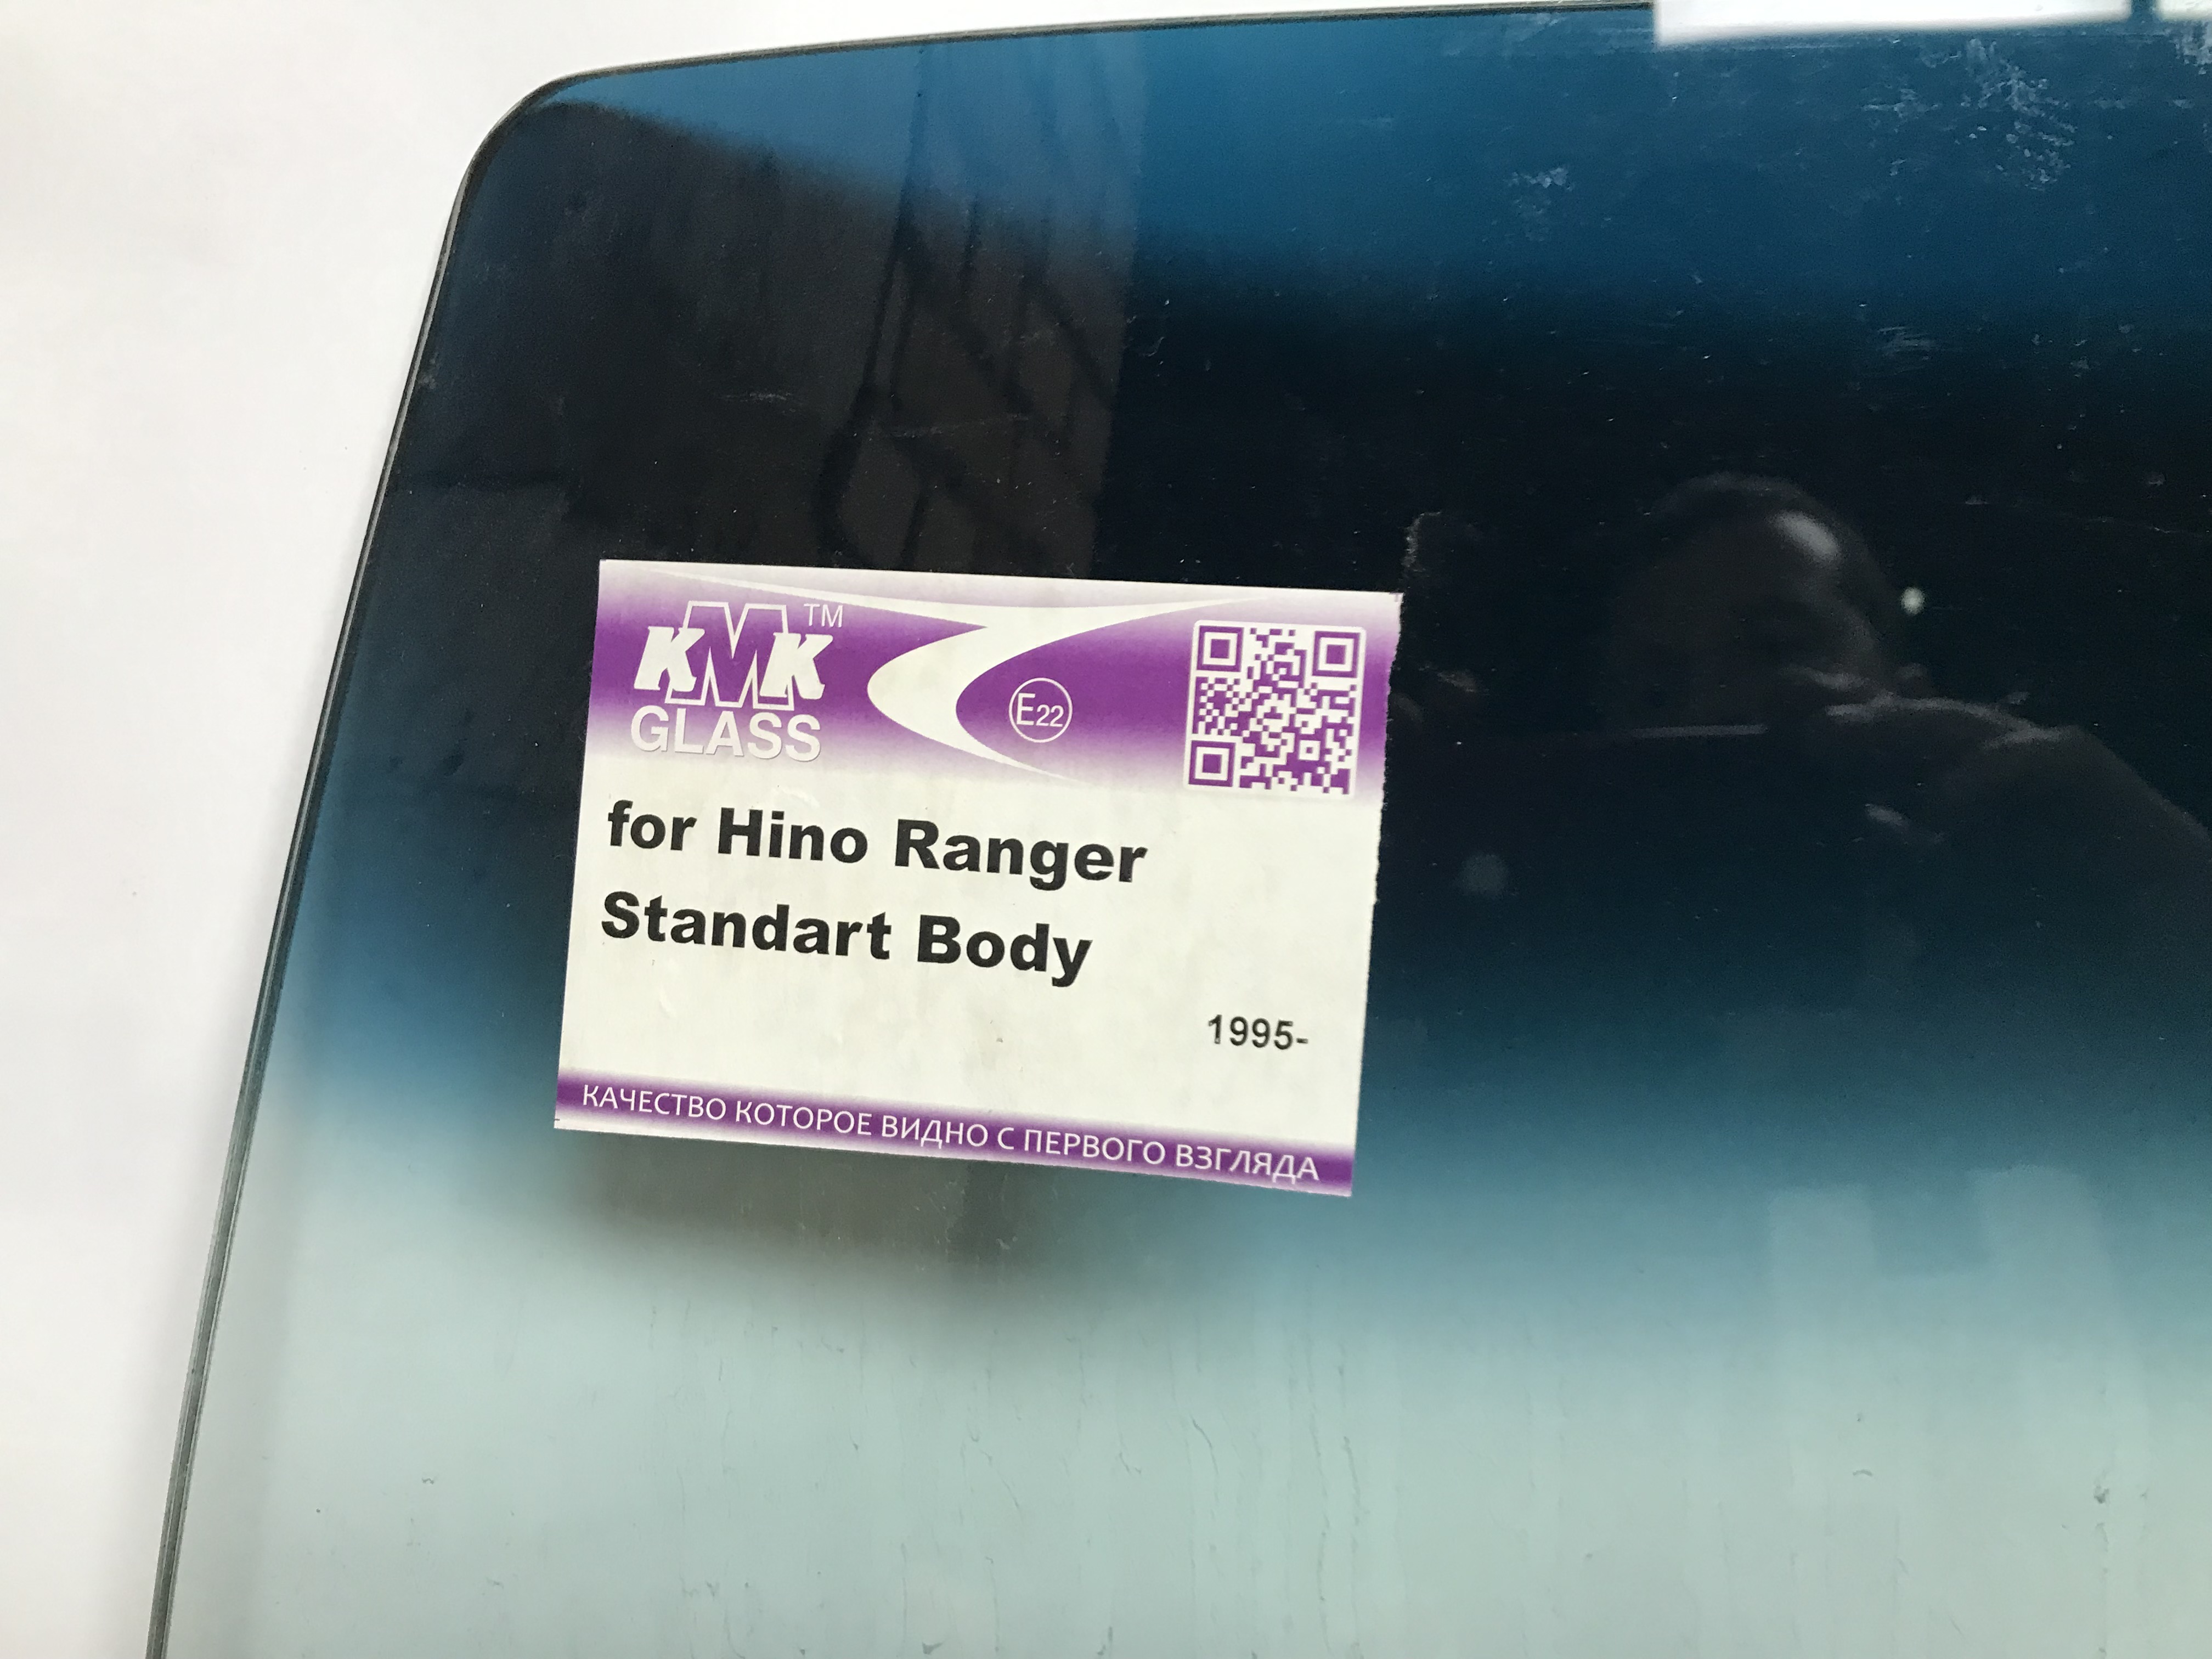 KMK™
GLASS
E22
for Hino Ranger
Standart Body
1995-
КАЧЕСТВО КОТОРОЕ ВИДНО С ПЕРВОГО ВЗГЛЯДА